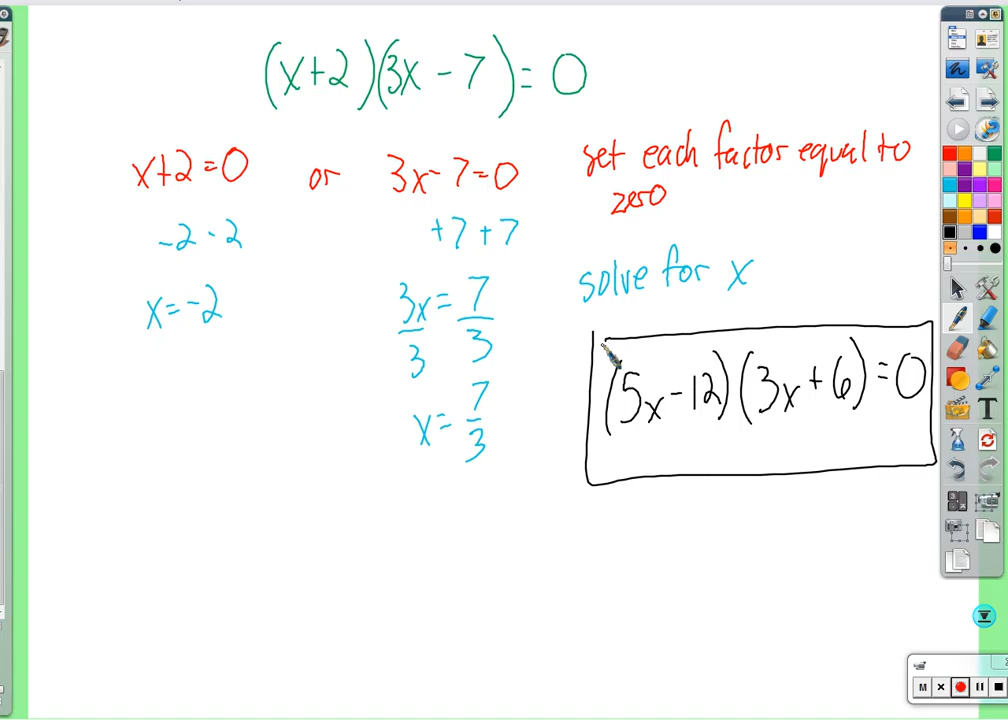 (x+2)(3x-7)=0
x+2=0 or 3x-7=0 set each factor equal to
zero
-2 -2 +7 +7
solve for x
x=-2 3x/3=7/3
x=7/3
(5x-12)(3x+6)=0
T
M